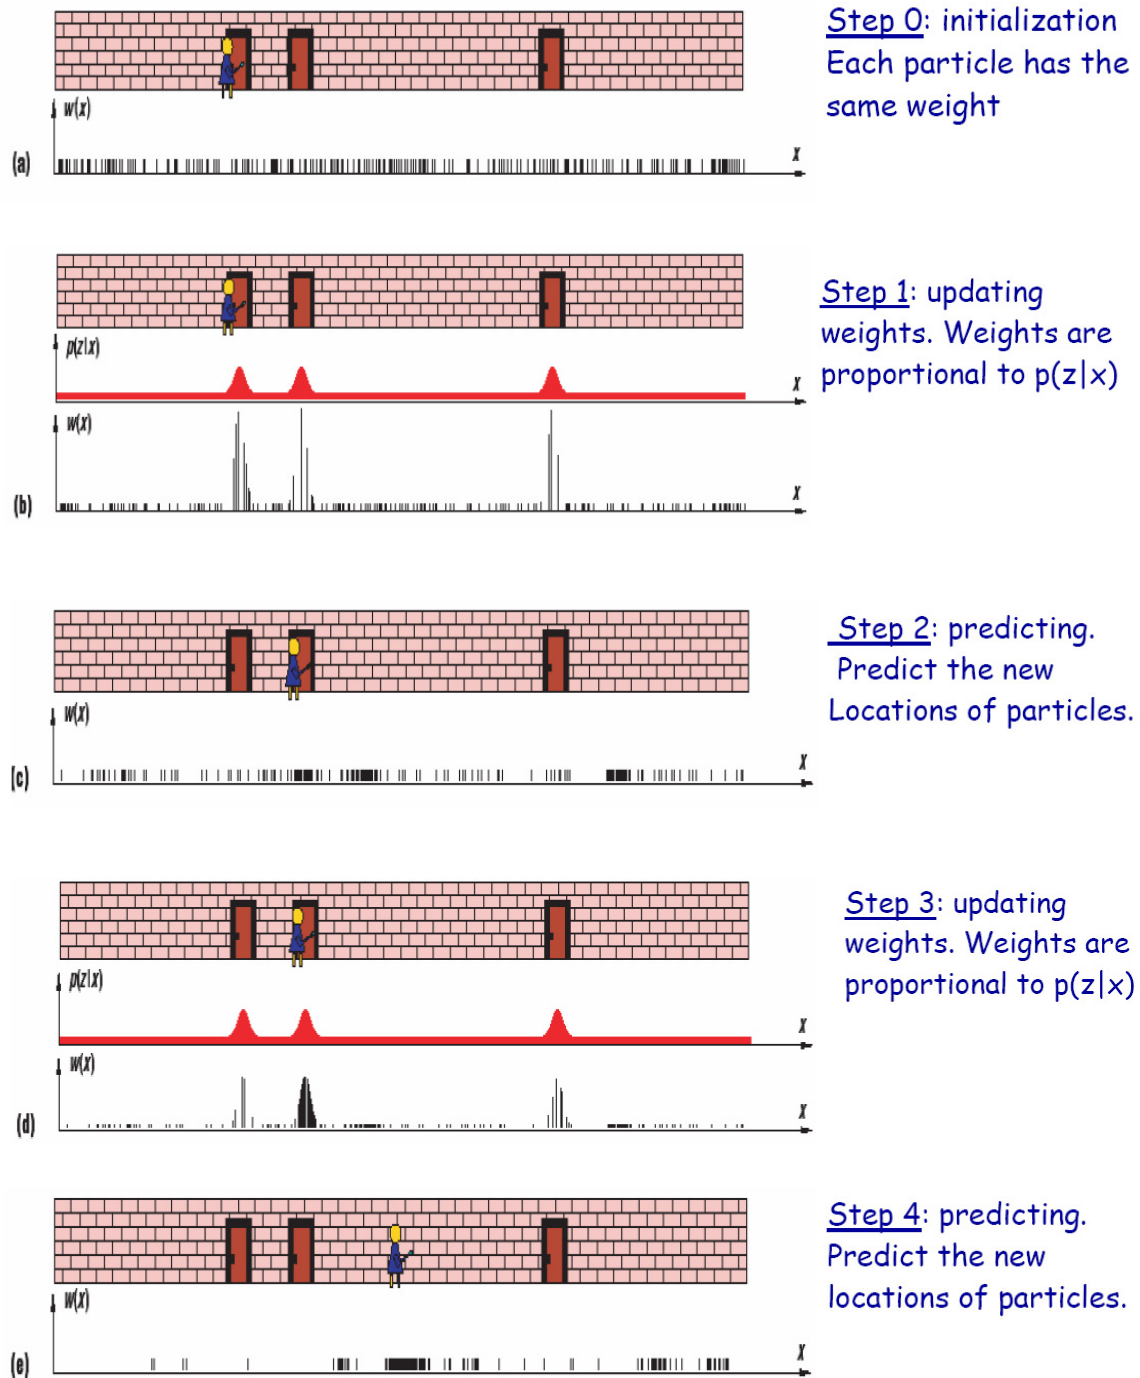 Step 0: initialization
Each particle has the
same weight
w(x)
x
(a)
Step 1: updating
weights. Weights are
proportional to p(z|x)
p(z|x)
x
w(x)
x
(b)
Step 2: predicting.
Predict the new
Locations of particles.
w(x)
x
(c)
Step 3: updating
weights. Weights are
proportional to p(z|x)
p(z|x)
x
w(x)
x
(d)
Step 4: predicting.
Predict the new
locations of particles.
w(x)
x
(e)